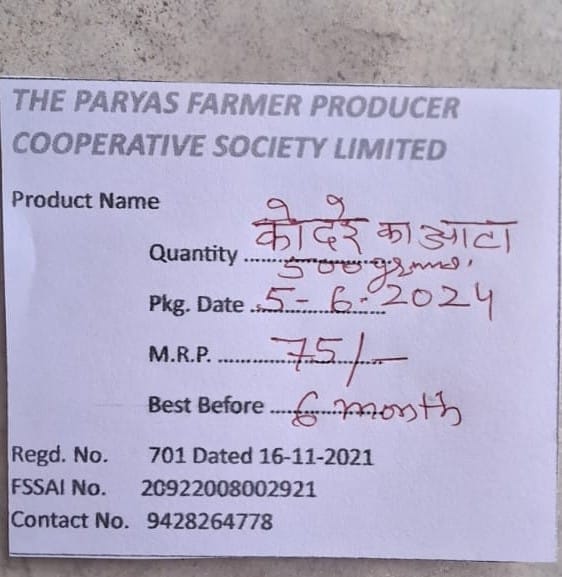 THE PARYAS FARMER PRODUCER
COOPERATIVE SOCIETY LIMITED
Product Name
कोदरे का आटा
Quantity ........ 500 grams.
Pkg. Date ........ 5-6-2024
M.R.P. ........ 75/-
Best Before ........ 6 month
Regd. No. 701 Dated 16-11-2021
FSSAI No. 20922008002921
Contact No. 9428264778